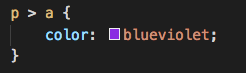 p > a {
    color: blueviolet;
}